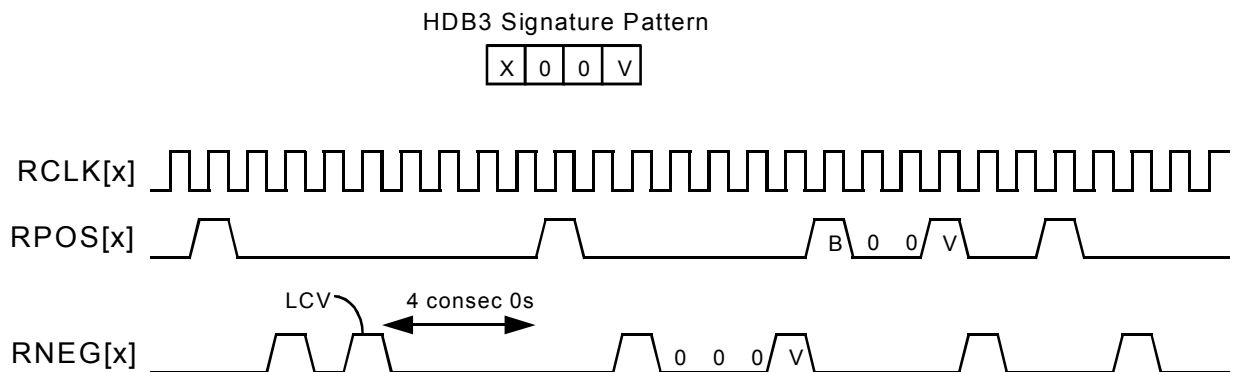 HDB3 Signature Pattern
X 0 0 V
RCLK[x]
RPOS[x]
B 0 0 V
LCV
4 consec 0s
RNEG[x]
0 0 0 V